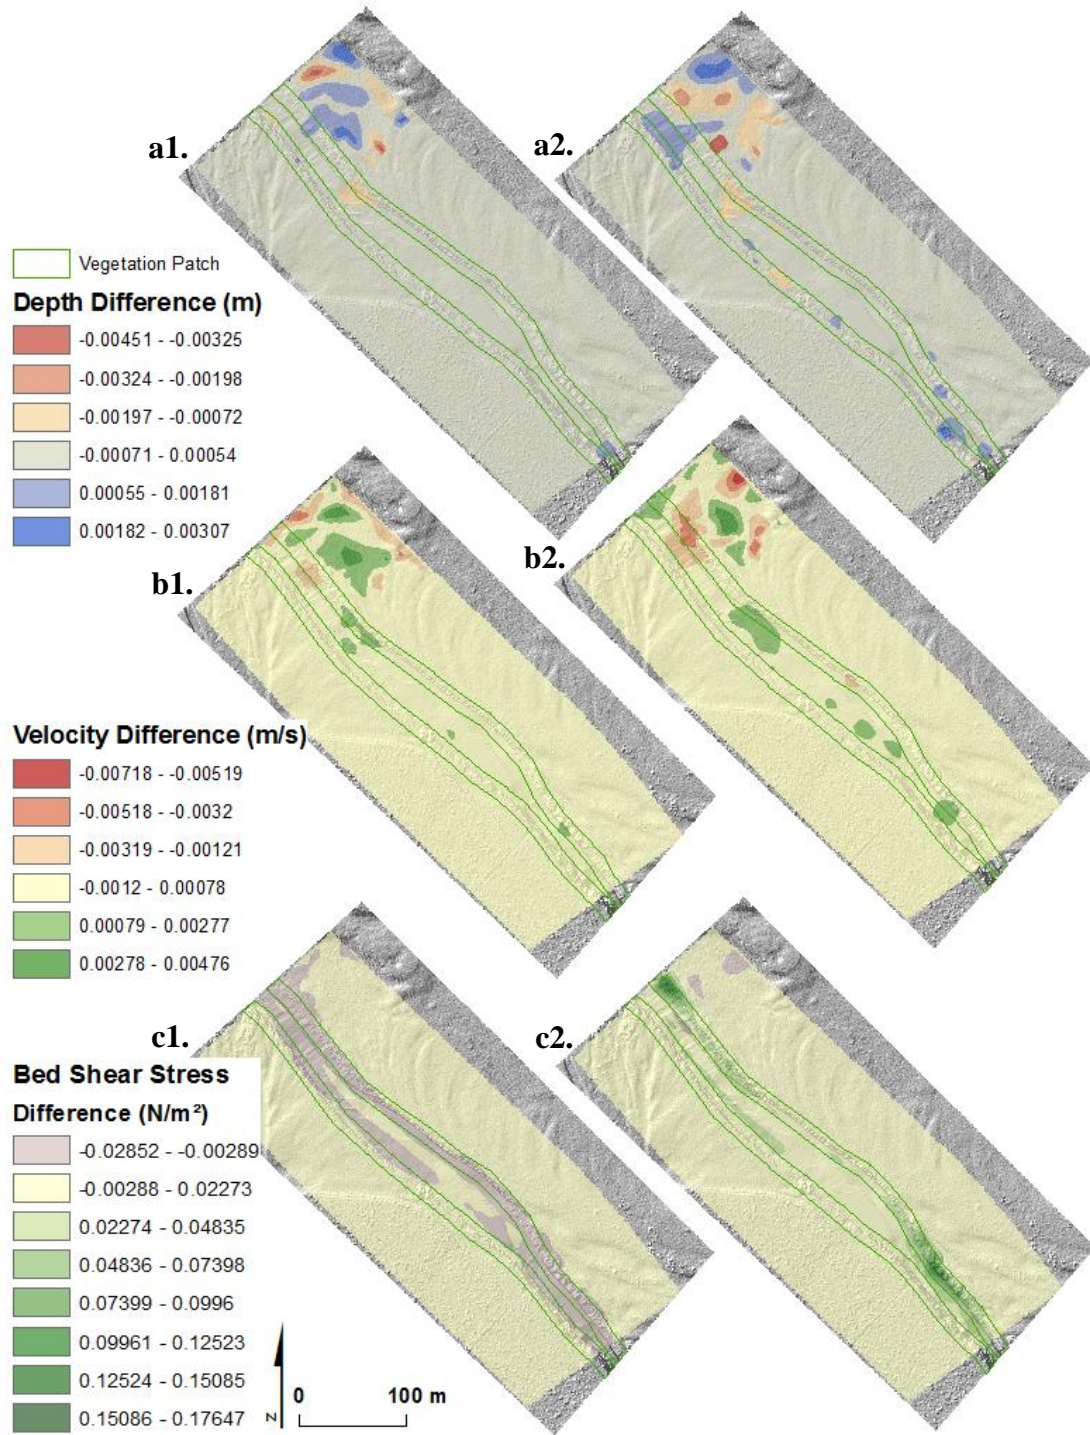 a1.
a2.
Vegetation Patch
Depth Difference (m)
-0.00451 - -0.00325
-0.00324 - -0.00198
-0.00197 - -0.00072
-0.00071 - 0.00054
0.00055 - 0.00181
0.00182 - 0.00307
b1.
b2.
Velocity Difference (m/s)
-0.00718 - -0.00519
-0.00518 - -0.0032
-0.00319 - -0.00121
-0.0012 - 0.00078
0.00079 - 0.00277
0.00278 - 0.00476
c1.
c2.
Bed Shear Stress
Difference (N/m²)
-0.02852 - -0.00289
-0.00288 - 0.02273
0.02274 - 0.04835
0.04836 - 0.07398
0.07399 - 0.0996
0.09961 - 0.12523
0.12524 - 0.15085
0.15086 - 0.17647
N
0 100 m